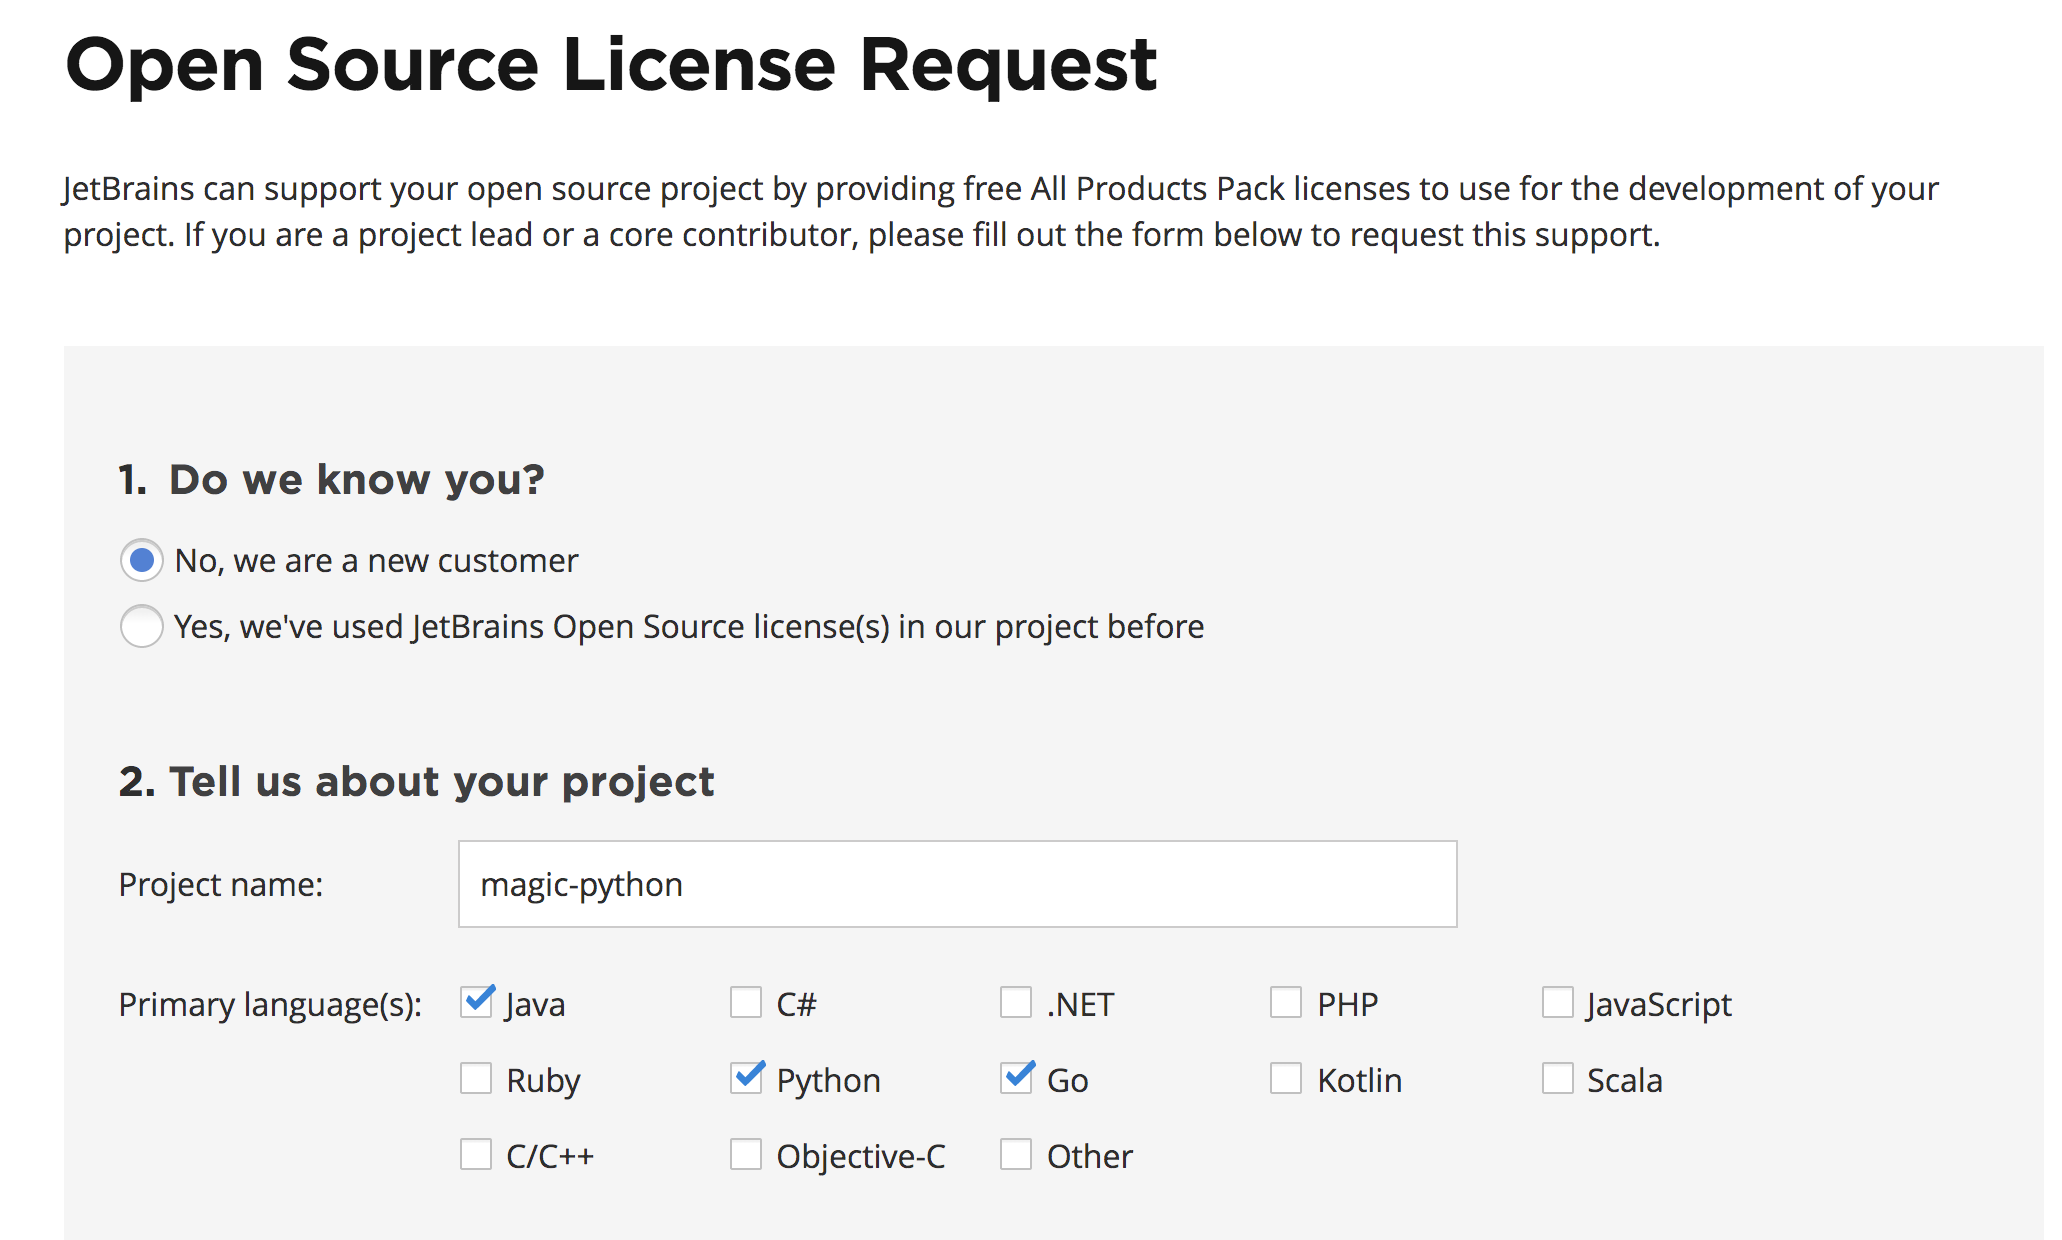 Open Source License Request
JetBrains can support your open source project by providing free All Products Pack licenses to use for the development of your
project. If you are a project lead or a core contributor, please fill out the form below to request this support.
1. Do we know you?
No, we are a new customer
Yes, we've used JetBrains Open Source license(s) in our project before
2. Tell us about your project
Project name: magic-python
Primary language(s): Java C# .NET PHP JavaScript
Ruby Python Go Kotlin Scala
C/C++ Objective-C Other